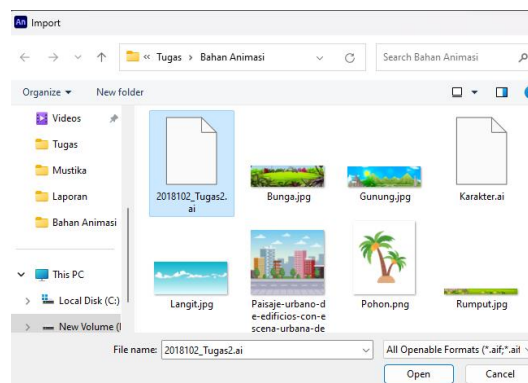 An Import
« Tugas > Bahan Animasi
Search Bahan Animasi
Organize
New folder
Videos
Tugas
Mustika
Laporan
Bahan Animasi
This PC
Local Disk (C:)
New Volume (
2018102_Tugas2.
ai
Bunga.jpg
Gunung.jpg
Karakter.ai
Langit.jpg
Paisaje-urbano-d
e-edificios-con-e
scena-urbana-de
Pohon.png
Rumput.jpg
File name: 2018102_Tugas2.ai
All Openable Formats (*.aif;*.aif
Open
Cancel